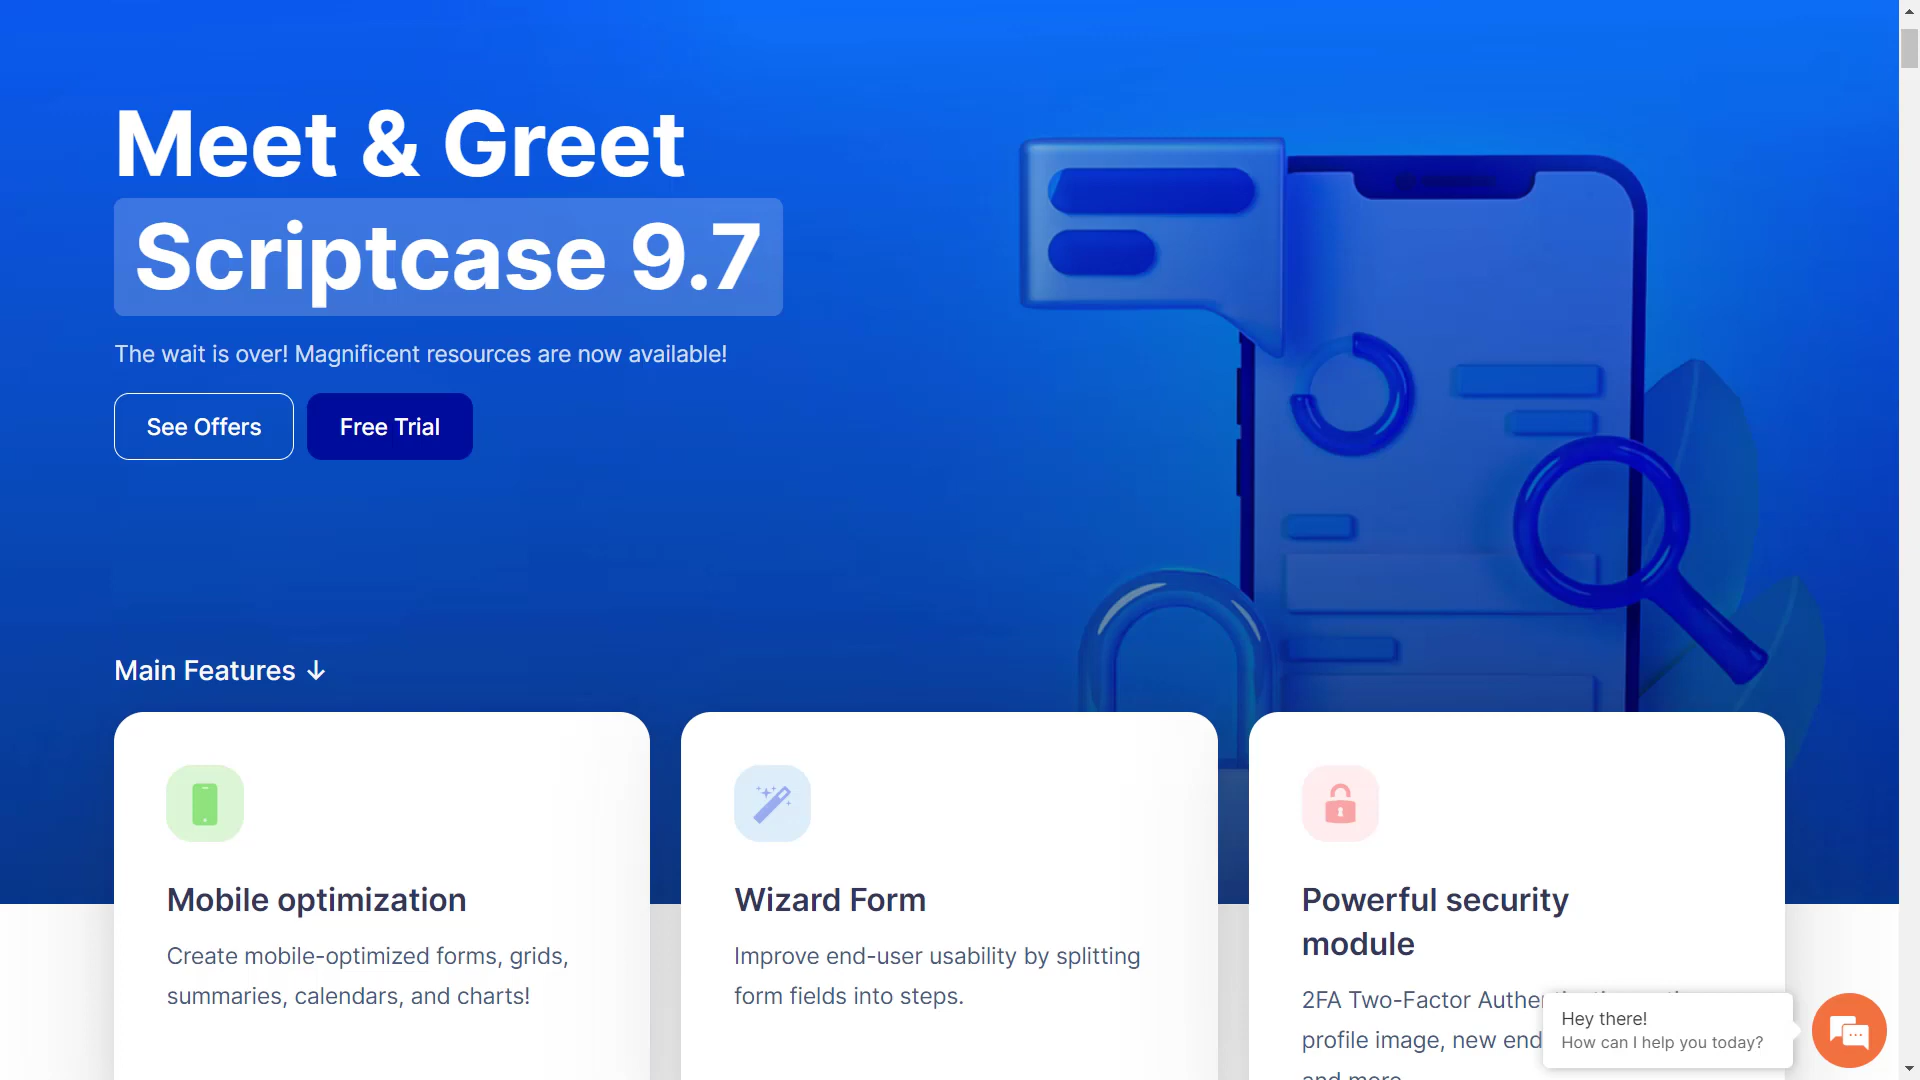 Meet & Greet
Scriptcase 9.7
The wait is over! Magnificent resources are now available!
See Offers
Free Trial
Main Features ↓
Mobile optimization
Create mobile-optimized forms, grids,
summaries, calendars, and charts!
Wizard Form
Improve end-user usability by splitting
form fields into steps.
Powerful security
module
2FA Two-Factor
profile image, new
and more
Hey there!
How can I help you today?